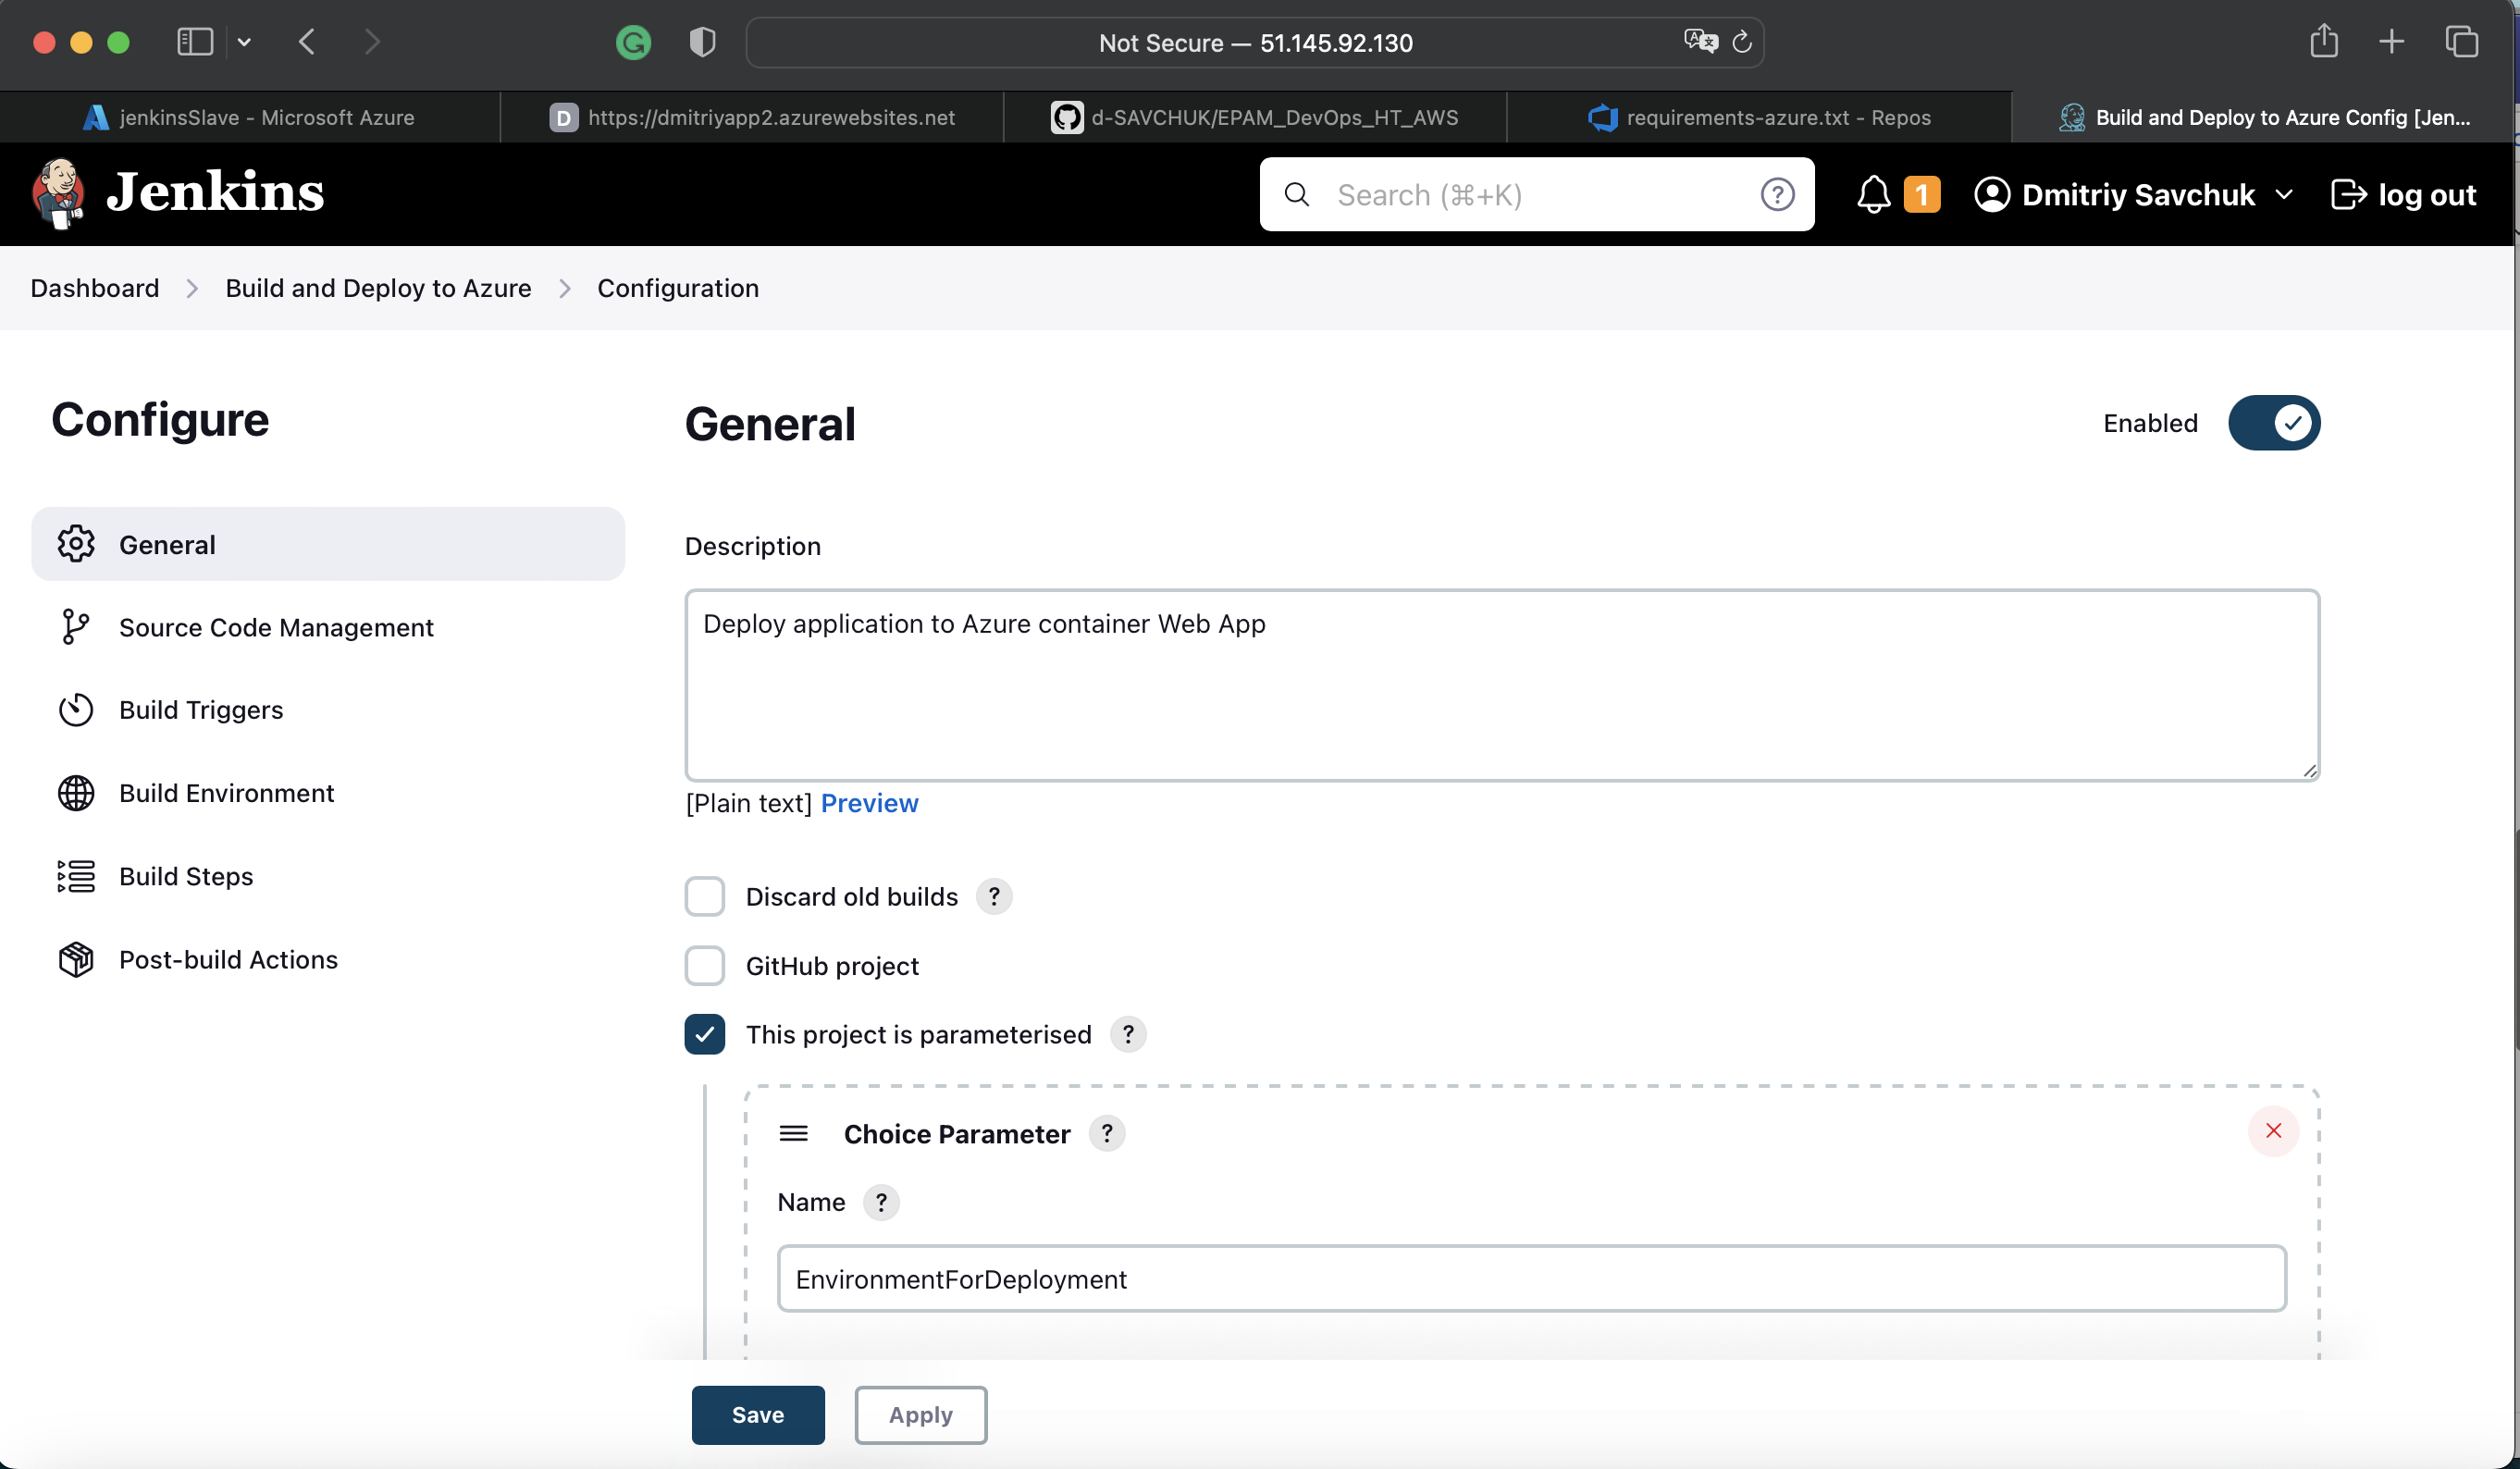 Not Secure — 51.145.92.130
jenkinsSlave - Microsoft Azure
D https://dmitriyapp2.azurewebsites.net
d-SAVCHUK/EPAM_DevOps_HT_AWS
requirements-azure.txt - Repos
Build and Deploy to Azure Config [Jen...
Jenkins
Search (⌘+K)
?
1
Dmitriy Savchuk
log out
Dashboard > Build and Deploy to Azure > Configuration
Configure
General
Source Code Management
Build Triggers
Build Environment
Build Steps
Post-build Actions
General
Enabled
Description
Deploy application to Azure container Web App
[Plain text] Preview
Discard old builds ?
GitHub project
This project is parameterised ?
Choice Parameter ?
Name ?
EnvironmentForDeployment
Save
Apply